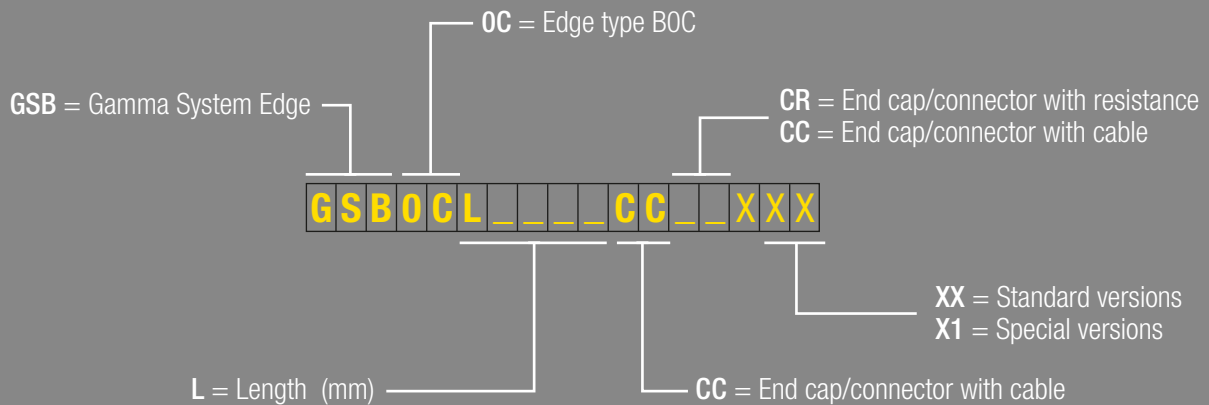 0C = Edge type B0C
GSB = Gamma System Edge
CR = End cap/connector with resistance
CC = End cap/connector with cable
GSB0CL____CC__XXX
XX = Standard versions
X1 = Special versions
L = Length (mm)
CC = End cap/connector with cable